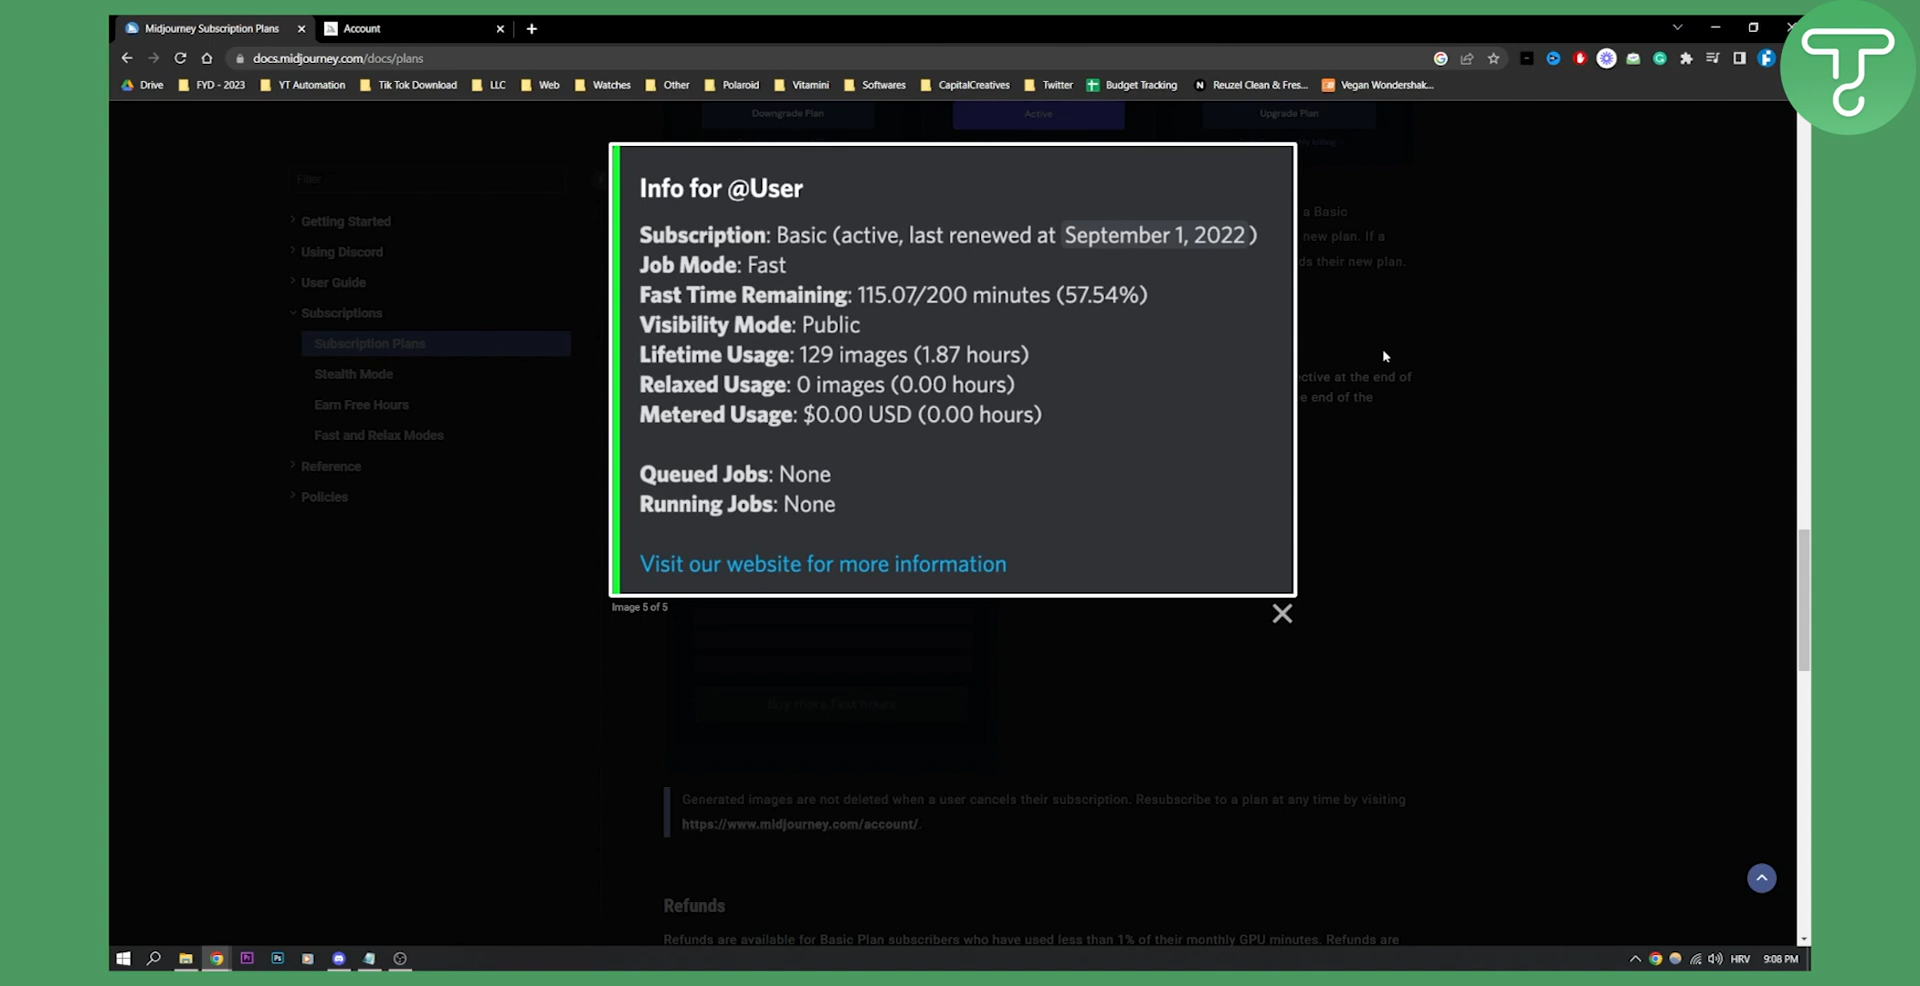 Midjourney Subscription Plans
Account
docs.midjourney.com/docs/plans
Drive FYD - 2023 YT Automation Tik Tok Download LLC Web Watches Other Polaroid Vitamini Softwares CapitalCreatives Twitter Budget Tracking Reuzel Clean & Fres... Vegan Wondershak...
Downgrade Plan Active Upgrade Plan
Filter
Getting Started
Using Discord
User Guide
Subscriptions
Subscription Plans
Stealth Mode
Earn Free Hours
Fast and Relax Modes
Reference
Policies
a Basic
new plan. If a
ds their new plan.
ctive at the end of
e end of the
Info for @User
Subscription: Basic (active, last renewed at September 1, 2022)
Job Mode: Fast
Fast Time Remaining: 115.07/200 minutes (57.54%)
Visibility Mode: Public
Lifetime Usage: 129 images (1.87 hours)
Relaxed Usage: 0 images (0.00 hours)
Metered Usage: $0.00 USD (0.00 hours)
Queued Jobs: None
Running Jobs: None
Visit our website for more information
Image 5 of 5
Buy more Fast hours
Generated images are not deleted when a user cancels their subscription. Resubscribe to a plan at any time by visiting
https://www.midjourney.com/account/.
Refunds
Refunds are available for Basic Plan subscribers who have used less than 1% of their monthly GPU minutes. Refunds are
HRV 9:08 PM